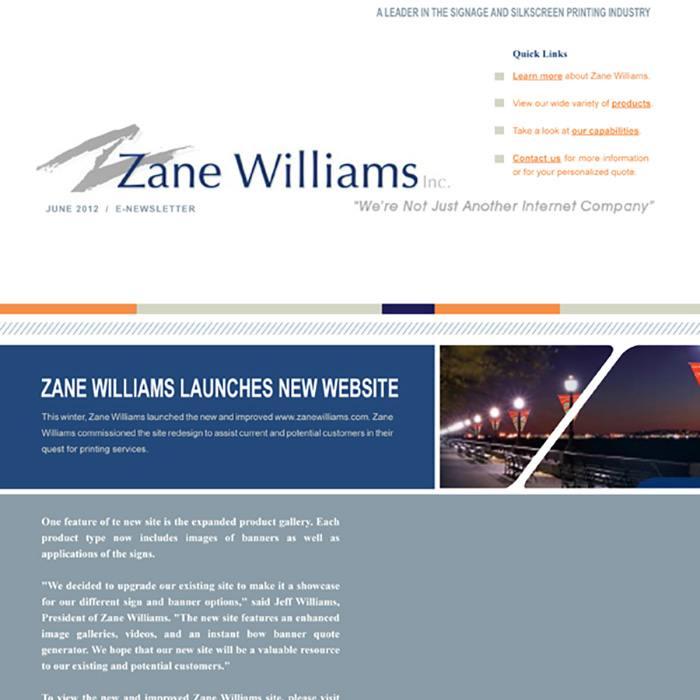 A LEADER IN THE SIGNAGE AND SILKSCREEN PRINTING INDUSTRY
Quick Links
Learn more about Zane Williams.
View our wide variety of products.
Take a look at our capabilities.
Contact us for more information
or for your personalized quote.
Zane Williams Inc.
JUNE 2012 / E-NEWSLETTER
"We're Not Just Another Internet Company"
ZANE WILLIAMS LAUNCHES NEW WEBSITE
This winter, Zane Williams launched the new and improved www.zanewilliams.com. Zane
Williams commissioned the site redesign to assist current and potential customers in their
quest for printing services.
One feature of te new site is the expanded product gallery. Each
product type now includes images of banners as well as
applications of the signs.
"We decided to upgrade our existing site to make it a showcase
for our different sign and banner options," said Jeff Williams,
President of Zane Williams. "The new site features an enhanced
image galleries, videos, and an instant bow banner quote
generator. We hope that our new site will be a valuable resource
to our existing and potential customers."
To view the new and improved Zane Williams site, please visit